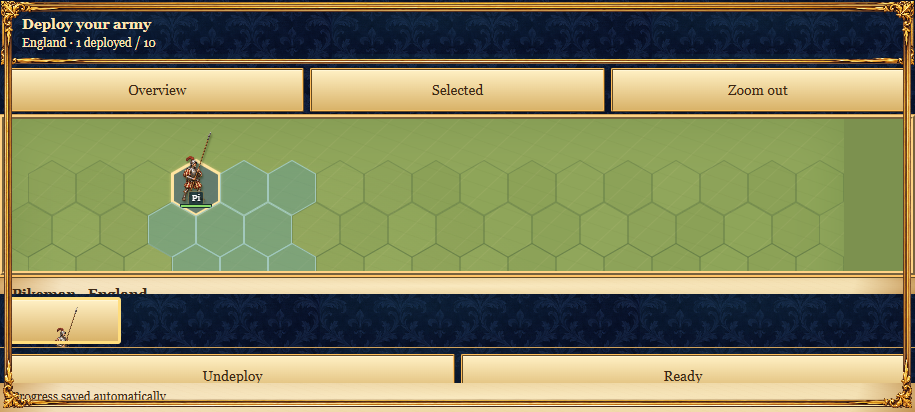 Deploy your army
England · 1 deployed / 10
Overview
Selected
Zoom out
Pi
Pikeman · England
Undeploy
Ready
Progress saved automatically